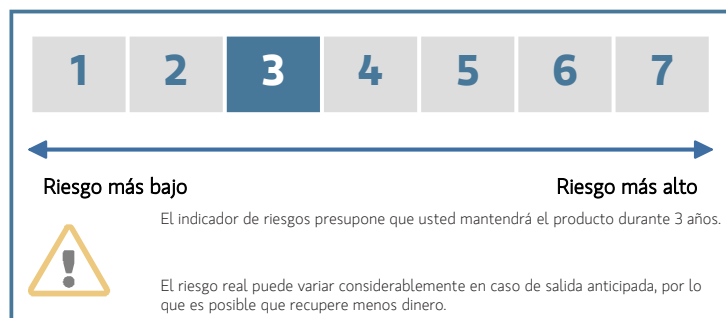 1 2 3 4 5 6 7
Riesgo más bajo Riesgo más alto
El indicador de riesgos presupone que usted mantendrá el producto durante 3 años.
El riesgo real puede variar considerablemente en caso de salida anticipada, por lo
que es posible que recupere menos dinero.